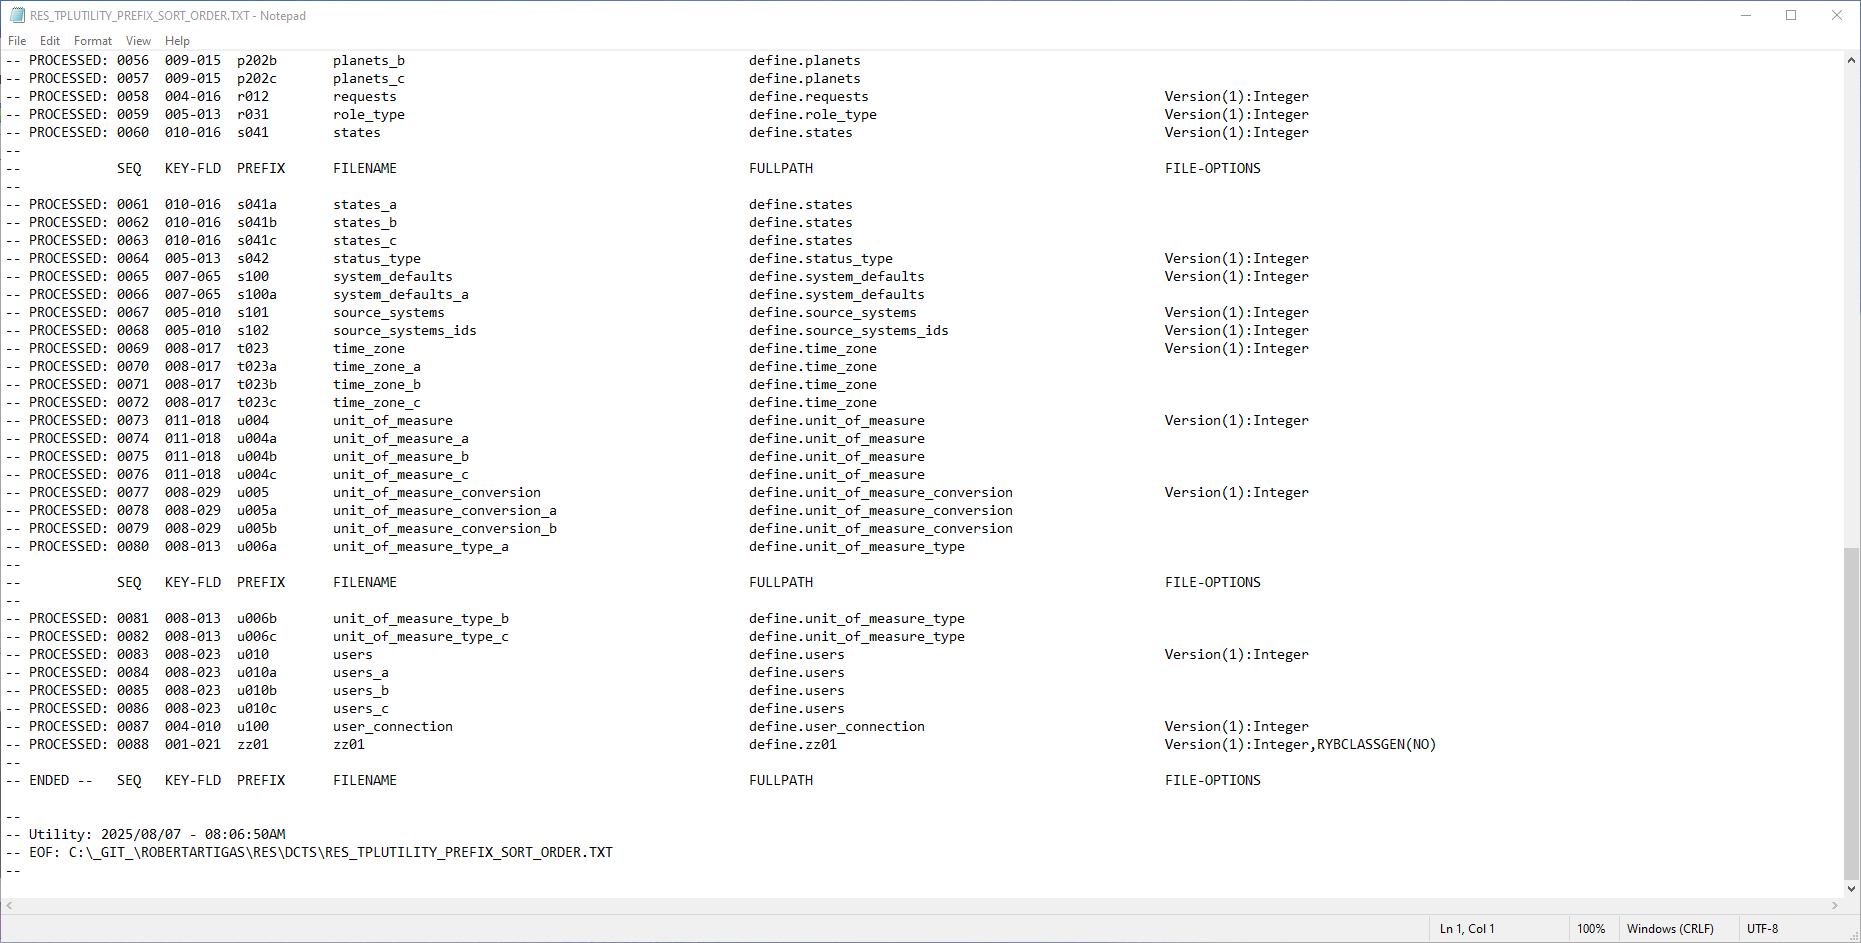 RES_TPLUTILITY_PREFIX_SORT_ORDER.TXT - Notepad
File Edit Format View Help
-- PROCESSED: 0056  009-015  p202b       planets_b                                           define.planets
-- PROCESSED: 0057  009-015  p202c       planets_c                                           define.planets
-- PROCESSED: 0058  004-016  r012        requests                                            define.requests                                     Version(1):Integer
-- PROCESSED: 0059  005-013  r031        role_type                                           define.role_type                                    Version(1):Integer
-- PROCESSED: 0060  010-016  s041        states                                              define.states                                       Version(1):Integer
--
--            SEQ   KEY-FLD  PREFIX      FILENAME                                            FULLPATH                                            FILE-OPTIONS
--
-- PROCESSED: 0061  010-016  s041a       states_a                                            define.states
-- PROCESSED: 0062  010-016  s041b       states_b                                            define.states
-- PROCESSED: 0063  010-016  s041c       states_c                                            define.states
-- PROCESSED: 0064  005-013  s042        status_type                                         define.status_type                                  Version(1):Integer
-- PROCESSED: 0065  007-065  s100        system_defaults                                     define.system_defaults                              Version(1):Integer
-- PROCESSED: 0066  007-065  s100a       system_defaults_a                                   define.system_defaults
-- PROCESSED: 0067  005-010  s101        source_systems                                      define.source_systems                               Version(1):Integer
-- PROCESSED: 0068  005-010  s102        source_systems_ids                                  define.source_systems_ids                           Version(1):Integer
-- PROCESSED: 0069  008-017  t023        time_zone                                           define.time_zone                                    Version(1):Integer
-- PROCESSED: 0070  008-017  t023a       time_zone_a                                         define.time_zone
-- PROCESSED: 0071  008-017  t023b       time_zone_b                                         define.time_zone
-- PROCESSED: 0072  008-017  t023c       time_zone_c                                         define.time_zone
-- PROCESSED: 0073  011-018  u004        unit_of_measure                                     define.unit_of_measure                              Version(1):Integer
-- PROCESSED: 0074  011-018  u004a       unit_of_measure_a                                   define.unit_of_measure
-- PROCESSED: 0075  011-018  u004b       unit_of_measure_b                                   define.unit_of_measure
-- PROCESSED: 0076  011-018  u004c       unit_of_measure_c                                   define.unit_of_measure
-- PROCESSED: 0077  008-029  u005        unit_of_measure_conversion                          define.unit_of_measure_conversion                   Version(1):Integer
-- PROCESSED: 0078  008-029  u005a       unit_of_measure_conversion_a                        define.unit_of_measure_conversion
-- PROCESSED: 0079  008-029  u005b       unit_of_measure_conversion_b                        define.unit_of_measure_conversion
-- PROCESSED: 0080  008-013  u006a       unit_of_measure_type_a                              define.unit_of_measure_type
--
--            SEQ   KEY-FLD  PREFIX      FILENAME                                            FULLPATH                                            FILE-OPTIONS
--
-- PROCESSED: 0081  008-013  u006b       unit_of_measure_type_b                              define.unit_of_measure_type
-- PROCESSED: 0082  008-013  u006c       unit_of_measure_type_c                              define.unit_of_measure_type
-- PROCESSED: 0083  008-023  u010        users                                               define.users                                        Version(1):Integer
-- PROCESSED: 0084  008-023  u010a       users_a                                             define.users
-- PROCESSED: 0085  008-023  u010b       users_b                                             define.users
-- PROCESSED: 0086  008-023  u010c       users_c                                             define.users
-- PROCESSED: 0087  004-010  u100        user_connection                                     define.user_connection                              Version(1):Integer
-- PROCESSED: 0088  001-021  zz01        zz01                                                define.zz01                                         Version(1):Integer,RYBCLASSGEN(NO)
--
-- ENDED --   SEQ   KEY-FLD  PREFIX      FILENAME                                            FULLPATH                                            FILE-OPTIONS
--
-- Utility: 2025/08/07 - 08:06:50AM
-- EOF: C:\_GIT_\ROBERTARTIGAS\RES\DCTS\RES_TPLUTILITY_PREFIX_SORT_ORDER.TXT
--
Ln 1, Col 1 100% Windows (CRLF) UTF-8